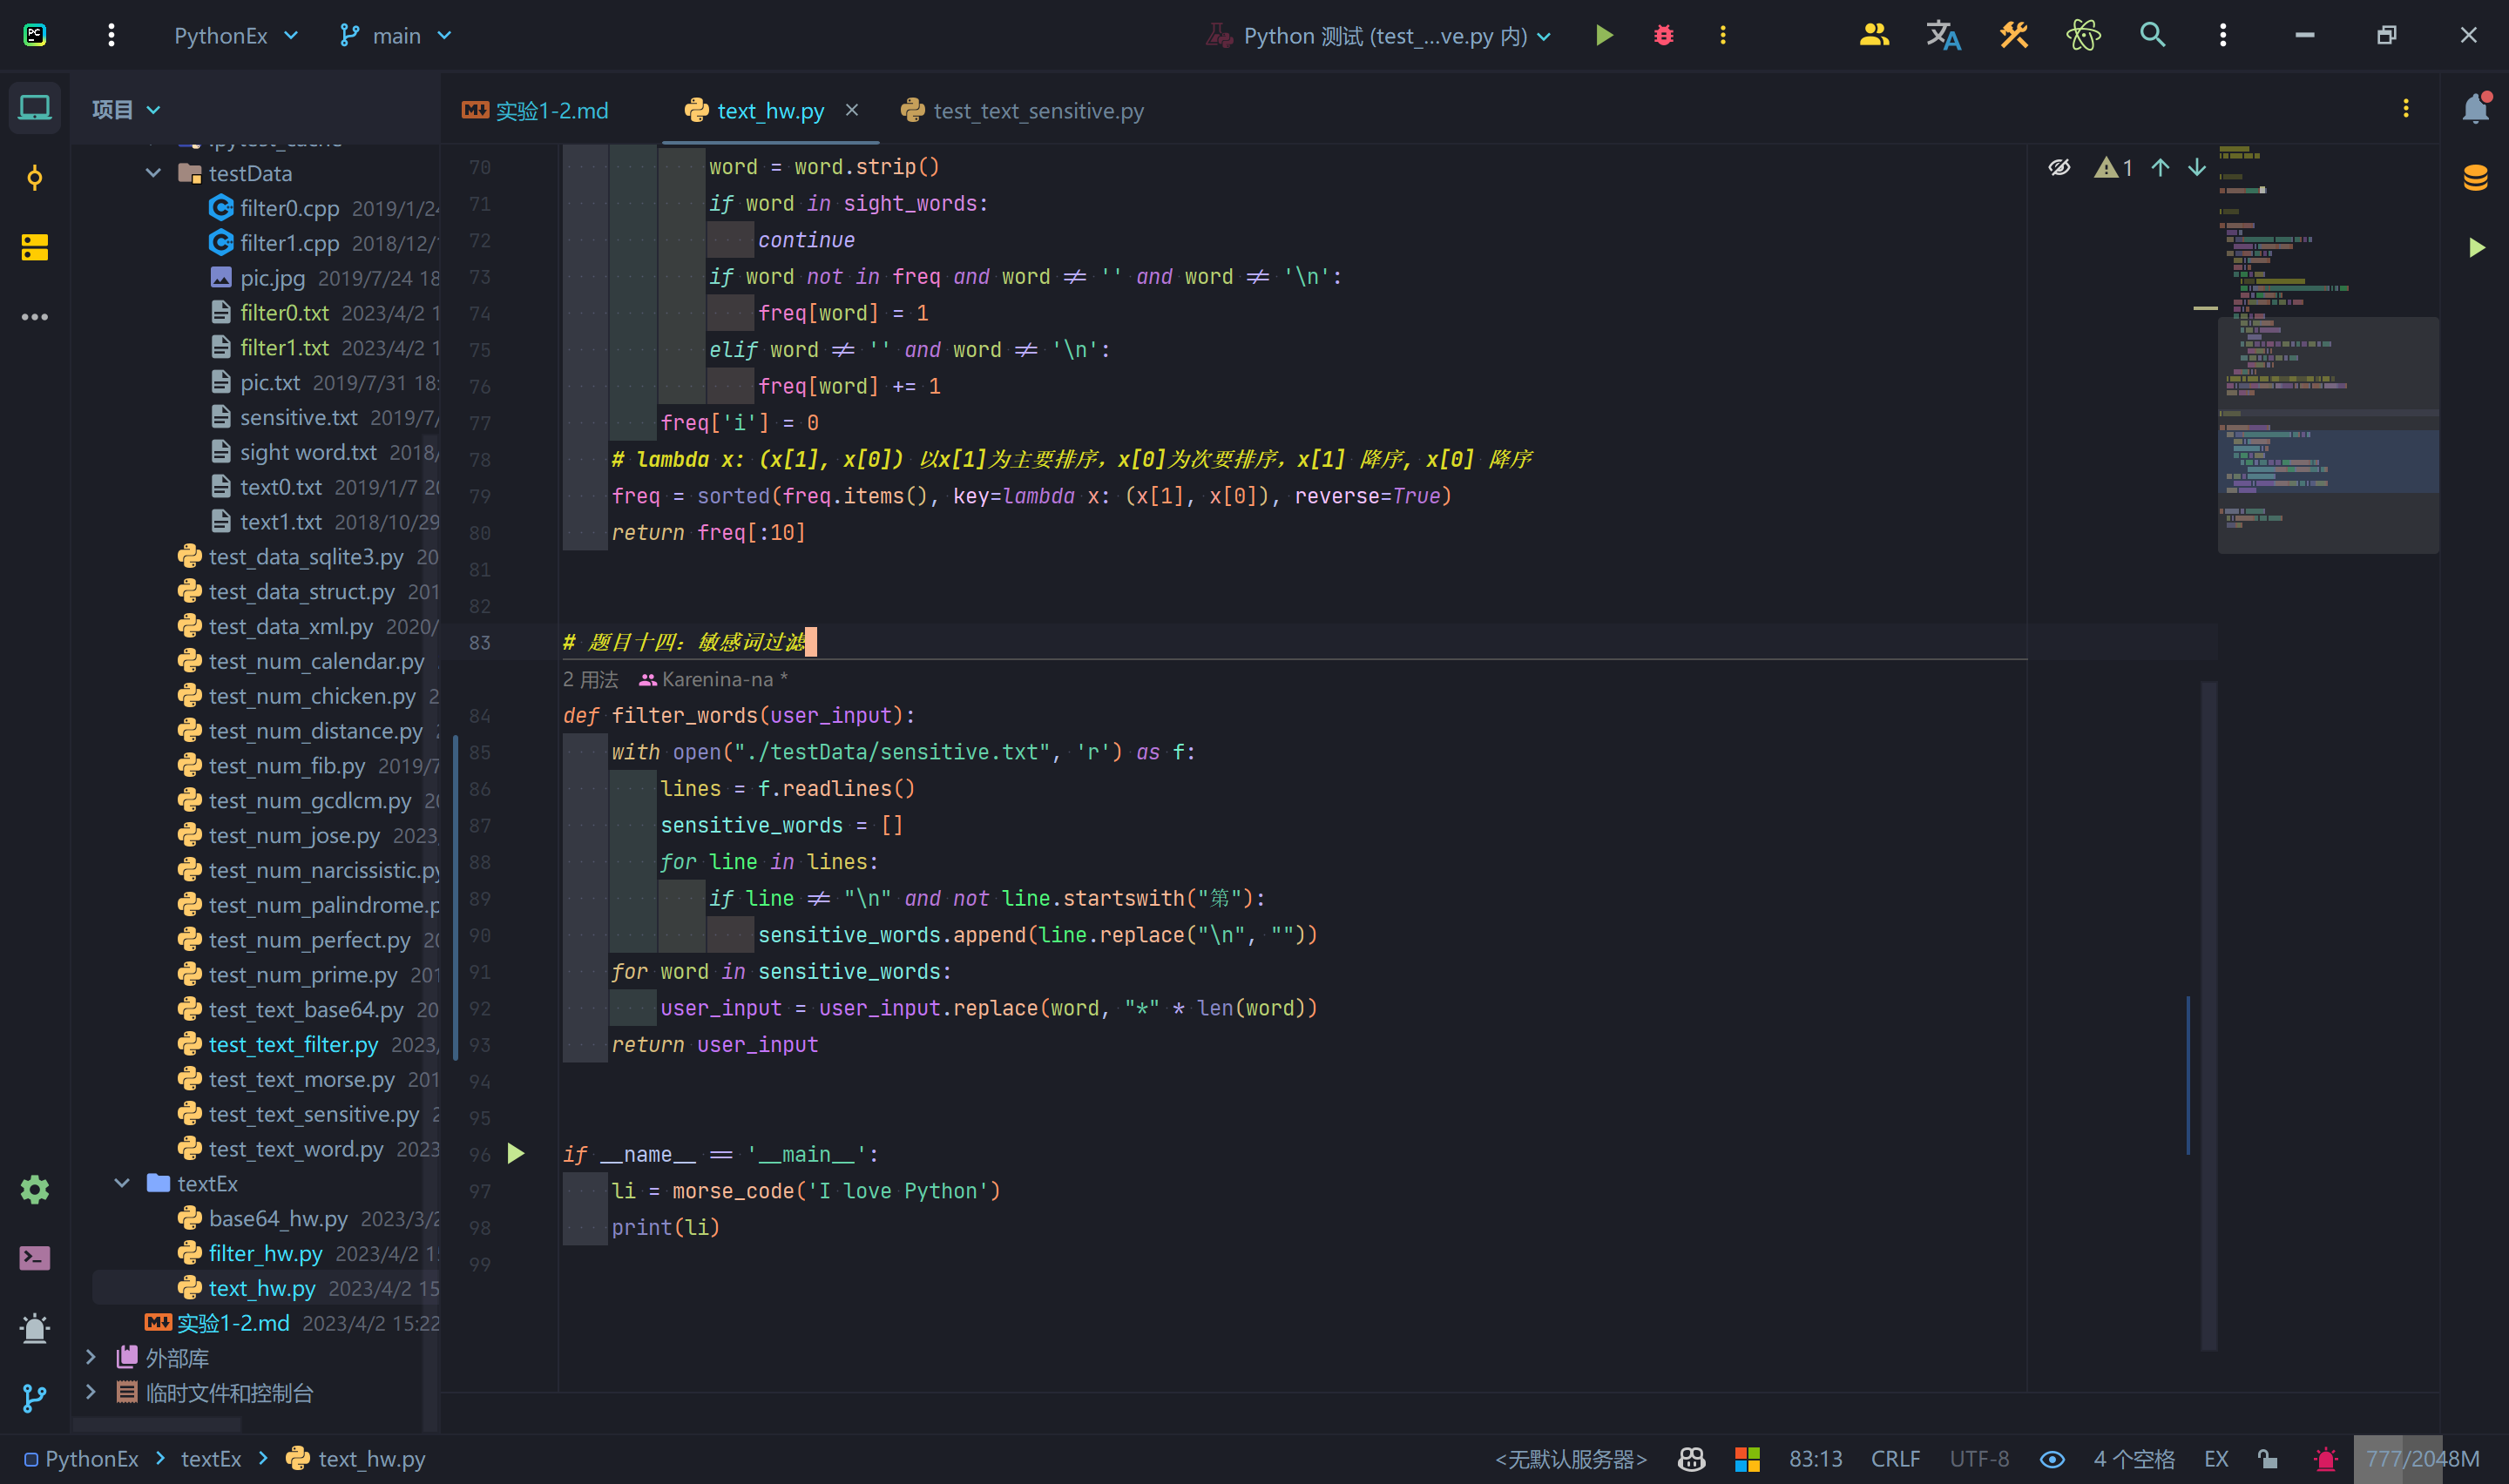 PythonEx
main
Python 测试 (test_...ve.py 内)
项目
实验1-2.md
text_hw.py
test_text_sensitive.py
testData
filter0.cpp 2019/1/24
filter1.cpp 2018/12/
pic.jpg 2019/7/24 18
filter0.txt 2023/4/2 1
filter1.txt 2023/4/2 1
pic.txt 2019/7/31 18:
sensitive.txt 2019/7/
sight word.txt 2018/
text0.txt 2019/1/7 20
text1.txt 2018/10/29
test_data_sqlite3.py 20
test_data_struct.py 201
test_data_xml.py 2020/
test_num_calendar.py
test_num_chicken.py 2
test_num_distance.py
test_num_fib.py 2019/7
test_num_gcdlcm.py 20
test_num_jose.py 2023
test_num_narcissistic.py
test_num_palindrome.p
test_num_perfect.py 20
test_num_prime.py 201
test_text_base64.py 20
test_text_filter.py 2023/
test_text_morse.py 201
test_text_sensitive.py 2
test_text_word.py 2023
textEx
base64_hw.py 2023/3/2
filter_hw.py 2023/4/2 1
text_hw.py 2023/4/2 15
实验1-2.md 2023/4/2 15:22
外部库
临时文件和控制台
1
70 word = word.strip()
71 if word in sight_words:
72 continue
73 if word not in freq and word != '' and word != '\n':
74 freq[word] = 1
75 elif word != '' and word != '\n':
76 freq[word] += 1
77 freq['i'] = 0
78 # lambda x: (x[1], x[0]) 以x[1]为主要排序，x[0]为次要排序，x[1] 降序, x[0] 降序
79 freq = sorted(freq.items(), key=lambda x: (x[1], x[0]), reverse=True)
80 return freq[:10]
81
82
83 # 题目十四：敏感词过滤
2 用法 Karenina-na *
84 def filter_words(user_input):
85 with open("./testData/sensitive.txt", 'r') as f:
86 lines = f.readlines()
87 sensitive_words = []
88 for line in lines:
89 if line != "\n" and not line.startswith("第"):
90 sensitive_words.append(line.replace("\n", ""))
91 for word in sensitive_words:
92 user_input = user_input.replace(word, "*" * len(word))
93 return user_input
94
95
96 if __name__ == '__main__':
97 li = morse_code('I love Python')
98 print(li)
99
PythonEx > textEx > text_hw.py
<无默认服务器>
83:13
CRLF
UTF-8
4 个空格
EX
777/2048M